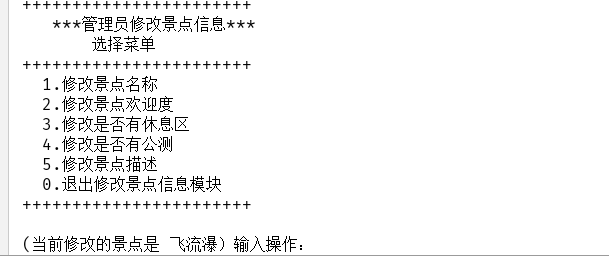 +++++++++++++++++++++++
***管理员修改景点信息***
选择菜单
+++++++++++++++++++++++
1.修改景点名称
2.修改景点欢迎度
3.修改是否有休息区
4.修改是否有公测
5.修改景点描述
0.退出修改景点信息模块
+++++++++++++++++++++++
(当前修改的景点是 飞流瀑）输入操作：